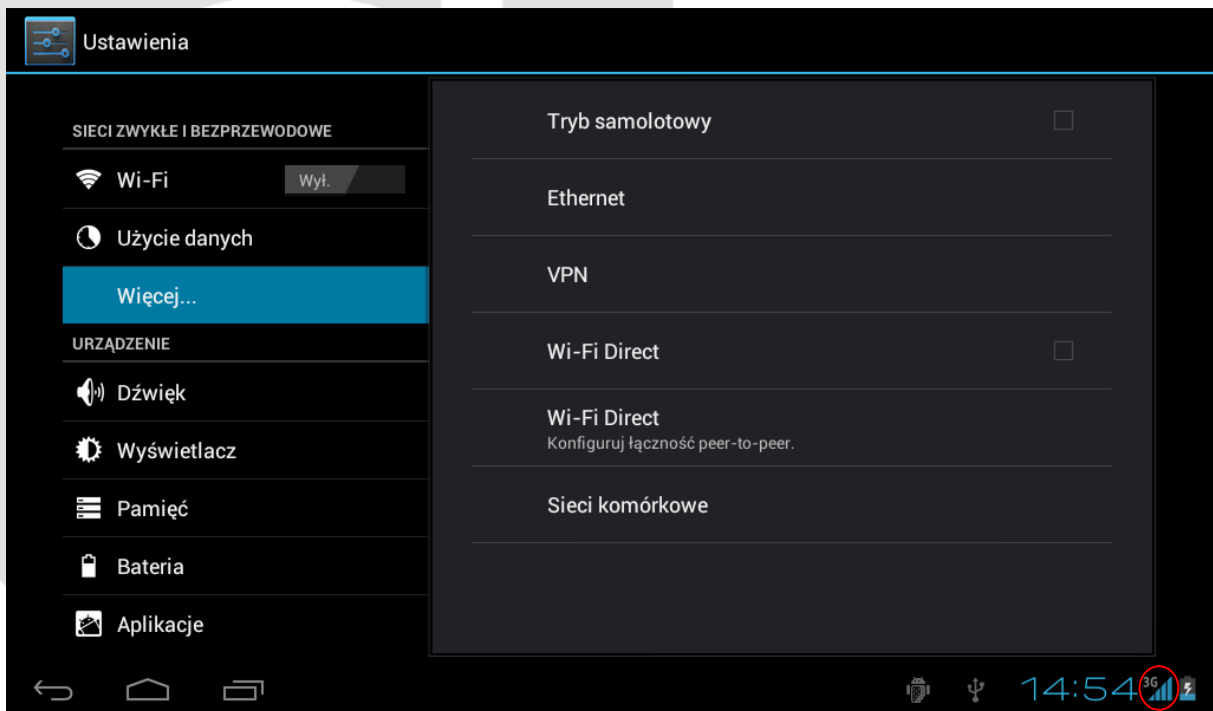 Ustawienia
SIECI ZWYKŁE I BEZPRZEWODOWE
Wi-Fi
Wył.
Użycie danych
Więcej...
URZĄDZENIE
Dźwięk
Wyświetlacz
Pamięć
Bateria
Aplikacje
Tryb samolotowy
Ethernet
VPN
Wi-Fi Direct
Wi-Fi Direct
Konfiguruj łączność peer-to-peer.
Sieci komórkowe
14:54
3G